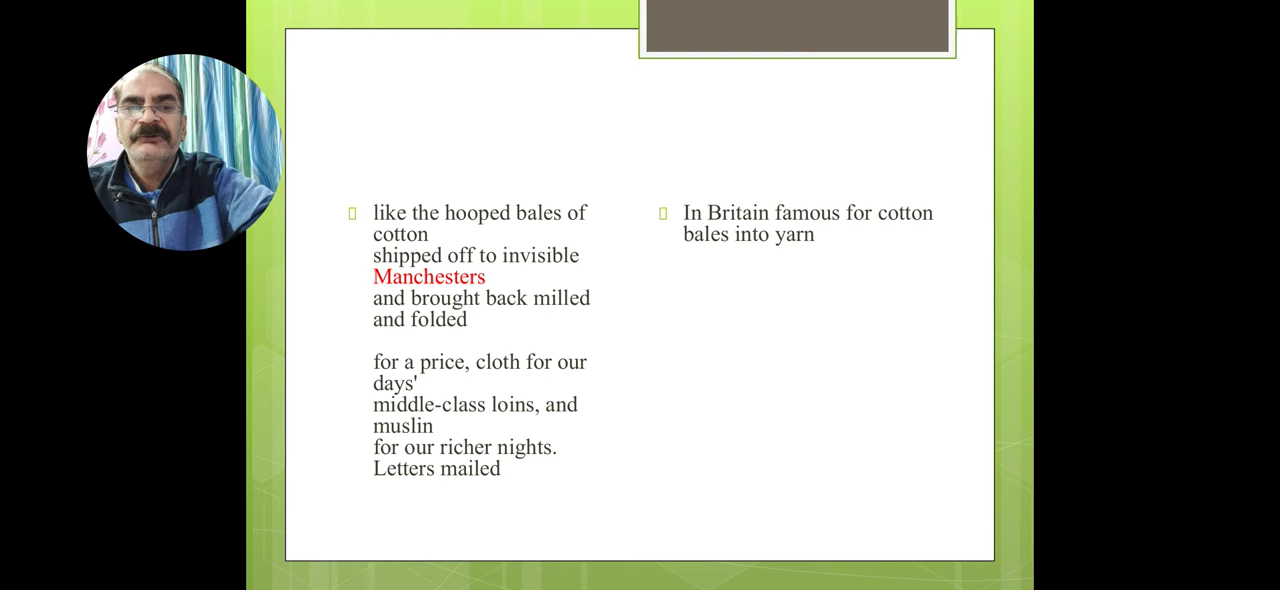 like the hooped bales of
cotton
shipped off to invisible
Manchesters
and brought back milled
and folded
for a price, cloth for our
days'
middle-class loins, and
muslin
for our richer nights.
Letters mailed
In Britain famous for cotton
bales into yarn